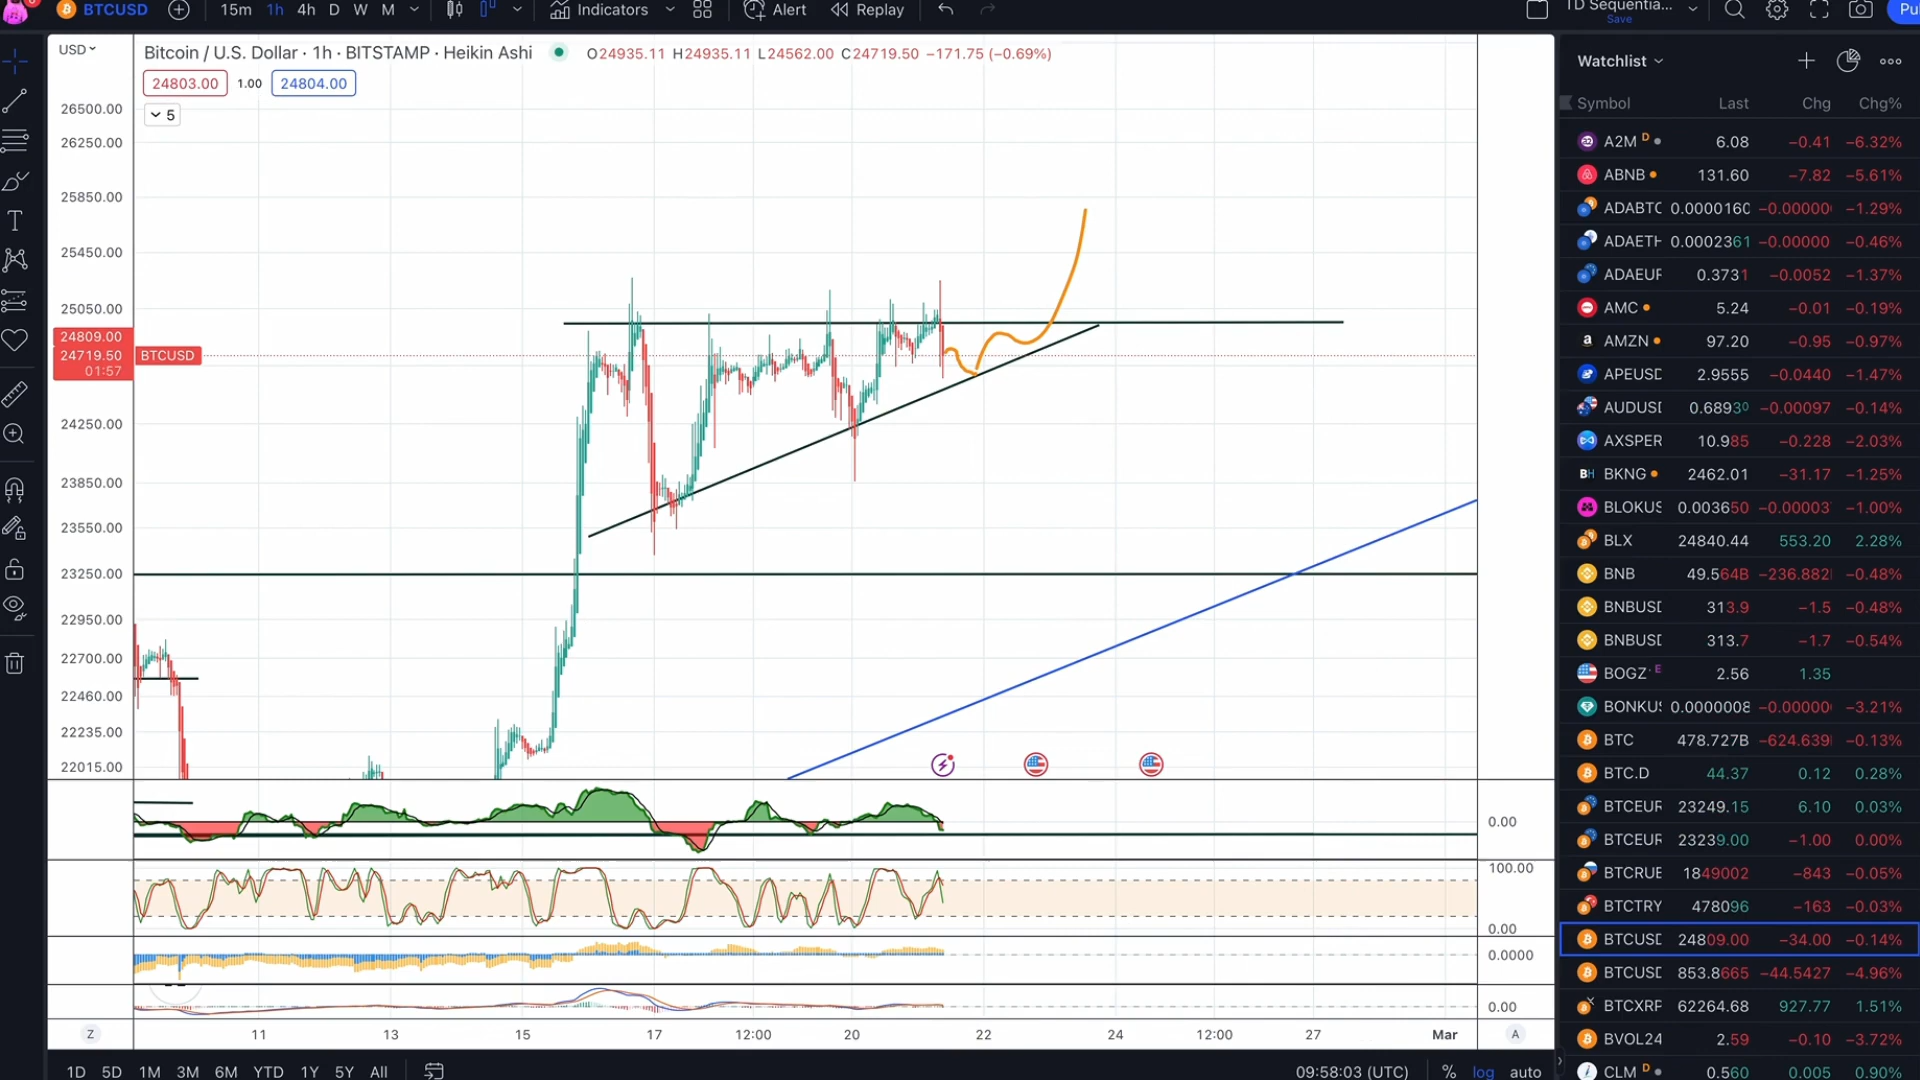 BTCUSD 15m 1h 4h D W M Indicators Alert Replay TD Sequentia... Save Pu
USD
Bitcoin / U.S. Dollar · 1h · BITSTAMP · Heikin Ashi O24935.11 H24935.11 L24562.00 C24719.50 −171.75 (−0.69%)
24803.00 1.00 24804.00
5
26500.00
26250.00
25850.00
25450.00
25050.00
24809.00
24719.50 BTCUSD
01:57
24250.00
23850.00
23550.00
23250.00
22950.00
22700.00
22460.00
22235.00
22015.00
0.00
100.00
0.00
0.0000
0.00
Z 11 13 15 17 12:00 20 22 24 12:00 27 Mar A
1D 5D 1M 3M 6M YTD 1Y 5Y All 09:58:03 (UTC) % log auto
Watchlist
Symbol Last Chg Chg%
A2M D 6.08 −0.41 −6.32%
ABNB 131.60 −7.82 −5.61%
ADABTC 0.0000160 −0.00000 −1.29%
ADAETH 0.0002361 −0.00000 −0.46%
ADAEUR 0.3731 −0.0052 −1.37%
AMC 5.24 −0.01 −0.19%
AMZN 97.20 −0.95 −0.97%
APEUSD 2.9555 −0.0440 −1.47%
AUDUSD 0.68930 −0.00097 −0.14%
AXSPER 10.985 −0.228 −2.03%
BKNG 2462.01 −31.17 −1.25%
BLOKUS 0.003650 −0.00003 −1.00%
BLX 24840.44 553.20 2.28%
BNB 49.564B −236.882 −0.48%
BNBUSD 313.9 −1.5 −0.48%
BNBUSD 313.7 −1.7 −0.54%
BOGZ E 2.56 1.35
BONKUS 0.0000008 −0.00000 −3.21%
BTC 478.727B −624.639 −0.13%
BTC.D 44.37 0.12 0.28%
BTCEUR 23249.15 6.10 0.03%
BTCEUR 23239.00 −1.00 0.00%
BTCRUB 1849002 −843 −0.05%
BTCTRY 478096 −163 −0.03%
BTCUSD 24809.00 −34.00 −0.14%
BTCUSD 853.8665 −44.5427 −4.96%
BTCXRP 62264.68 927.77 1.51%
BVOL24 2.59 −0.10 −3.72%
CLM D 0.560 0.005 0.90%